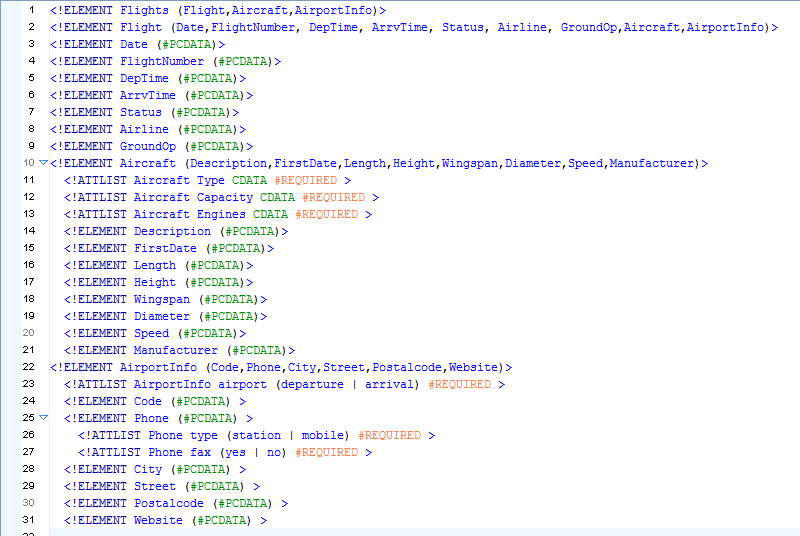 1 <!ELEMENT Flights (Flight,Aircraft,AirportInfo)>
2 <!ELEMENT Flight (Date,FlightNumber, DepTime, ArrvTime, Status, Airline, GroundOp,Aircraft,AirportInfo)>
3 <!ELEMENT Date (#PCDATA)>
4 <!ELEMENT FlightNumber (#PCDATA)>
5 <!ELEMENT DepTime (#PCDATA)>
6 <!ELEMENT ArrvTime (#PCDATA)>
7 <!ELEMENT Status (#PCDATA)>
8 <!ELEMENT Airline (#PCDATA)>
9 <!ELEMENT GroundOp (#PCDATA)>
10 <!ELEMENT Aircraft (Description,FirstDate,Length,Height,Wingspan,Diameter,Speed,Manufacturer)>
11 <!ATTLIST Aircraft Type CDATA #REQUIRED >
12 <!ATTLIST Aircraft Capacity CDATA #REQUIRED >
13 <!ATTLIST Aircraft Engines CDATA #REQUIRED >
14 <!ELEMENT Description (#PCDATA)>
15 <!ELEMENT FirstDate (#PCDATA)>
16 <!ELEMENT Length (#PCDATA)>
17 <!ELEMENT Height (#PCDATA)>
18 <!ELEMENT Wingspan (#PCDATA)>
19 <!ELEMENT Diameter (#PCDATA)>
20 <!ELEMENT Speed (#PCDATA)>
21 <!ELEMENT Manufacturer (#PCDATA)>
22 <!ELEMENT AirportInfo (Code,Phone,City,Street,Postalcode,Website)>
23 <!ATTLIST AirportInfo airport (departure | arrival) #REQUIRED >
24 <!ELEMENT Code (#PCDATA) >
25 <!ELEMENT Phone (#PCDATA) >
26 <!ATTLIST Phone type (station | mobile) #REQUIRED >
27 <!ATTLIST Phone fax (yes | no) #REQUIRED >
28 <!ELEMENT City (#PCDATA) >
29 <!ELEMENT Street (#PCDATA) >
30 <!ELEMENT Postalcode (#PCDATA) >
31 <!ELEMENT Website (#PCDATA) >